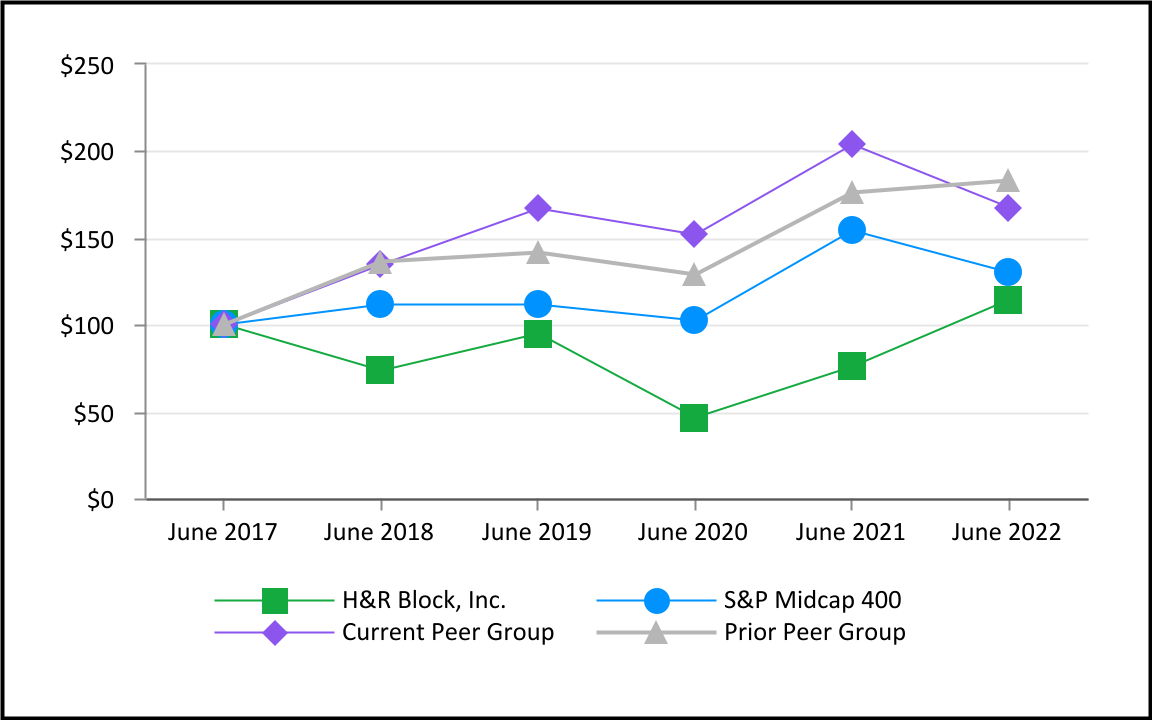 $250
$200
$150
$100
$50
$0
June 2017 June 2018 June 2019 June 2020 June 2021 June 2022
H&R Block, Inc. S&P Midcap 400
Current Peer Group Prior Peer Group